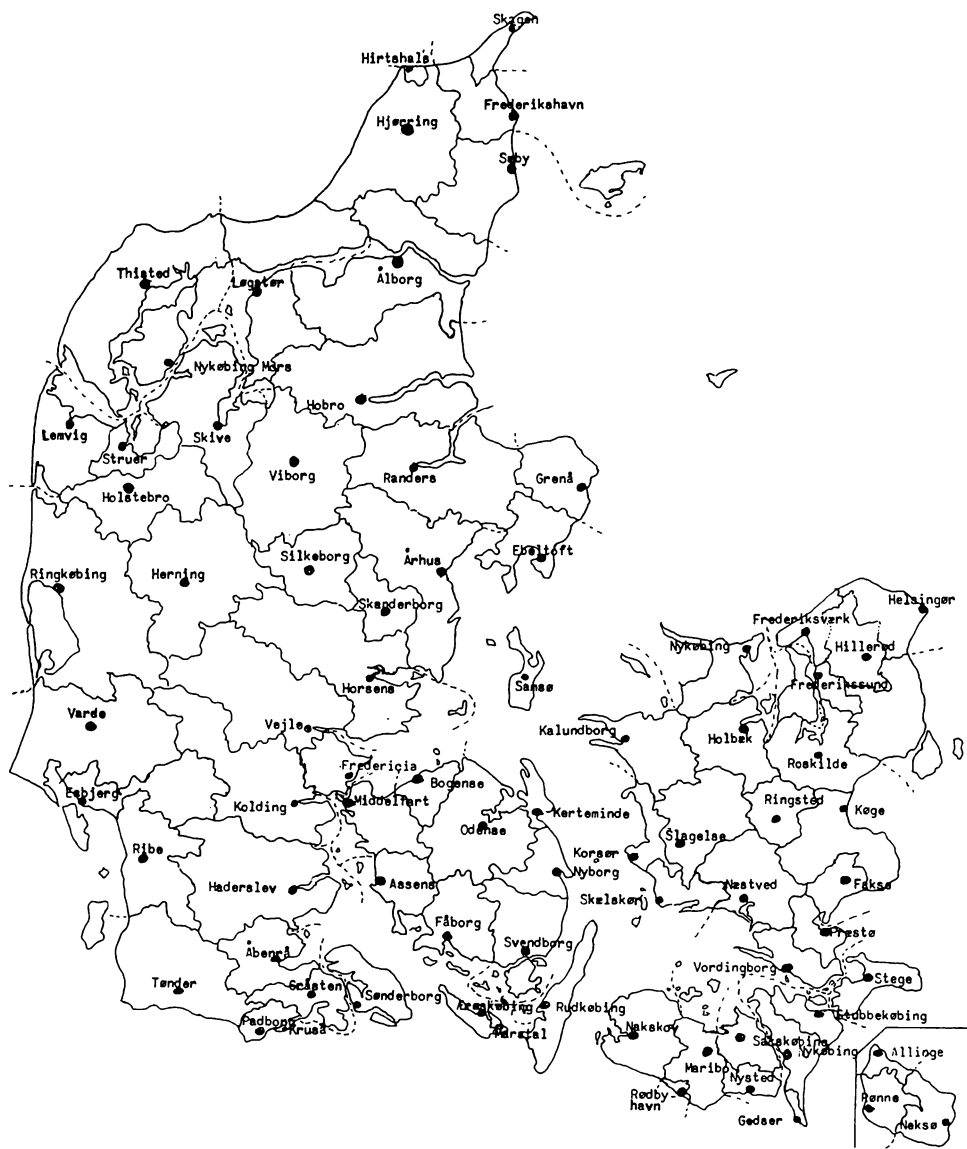 Skagen
Hirtshals
Frederikshavn
Hjørring
Sæby
Thisted
Løgstør
Ålborg
Nykøbing Mors
Hobro
Lemvig
Skive
Struer
Viborg
Randers
Grenå
Holstebro
Silkeborg
Århus
Ebeltoft
Ringkøbing
Herning
Skanderborg
Helsingør
Frederiksværk
Nykøbing
Hillerød
Horsens
Samsø
Frederikssund
Varde
Vejle
Kalundborg
Holbæk
Roskilde
Fredericia
Bogense
Esbjerg
Kolding
Middelfart
Kerteminde
Ringsted
Køge
Odense
Slagelse
Ribe
Korsør
Nyborg
Haderslev
Assens
Skælskør
Næstved
Fakse
Fåborg
Svendborg
Præstø
Åbenrå
Vordingborg
Stege
Tønder
Gråsten
Sønderborg
Ærøskøbing
Rudkøbing
Stubbekøbing
Padborg
Kruså
Marstal
Nakskov
Sakskøbing
Nykøbing
Allinge
Maribo
Nysted
Rødby
havn
Rønne
Gedser
Neksø